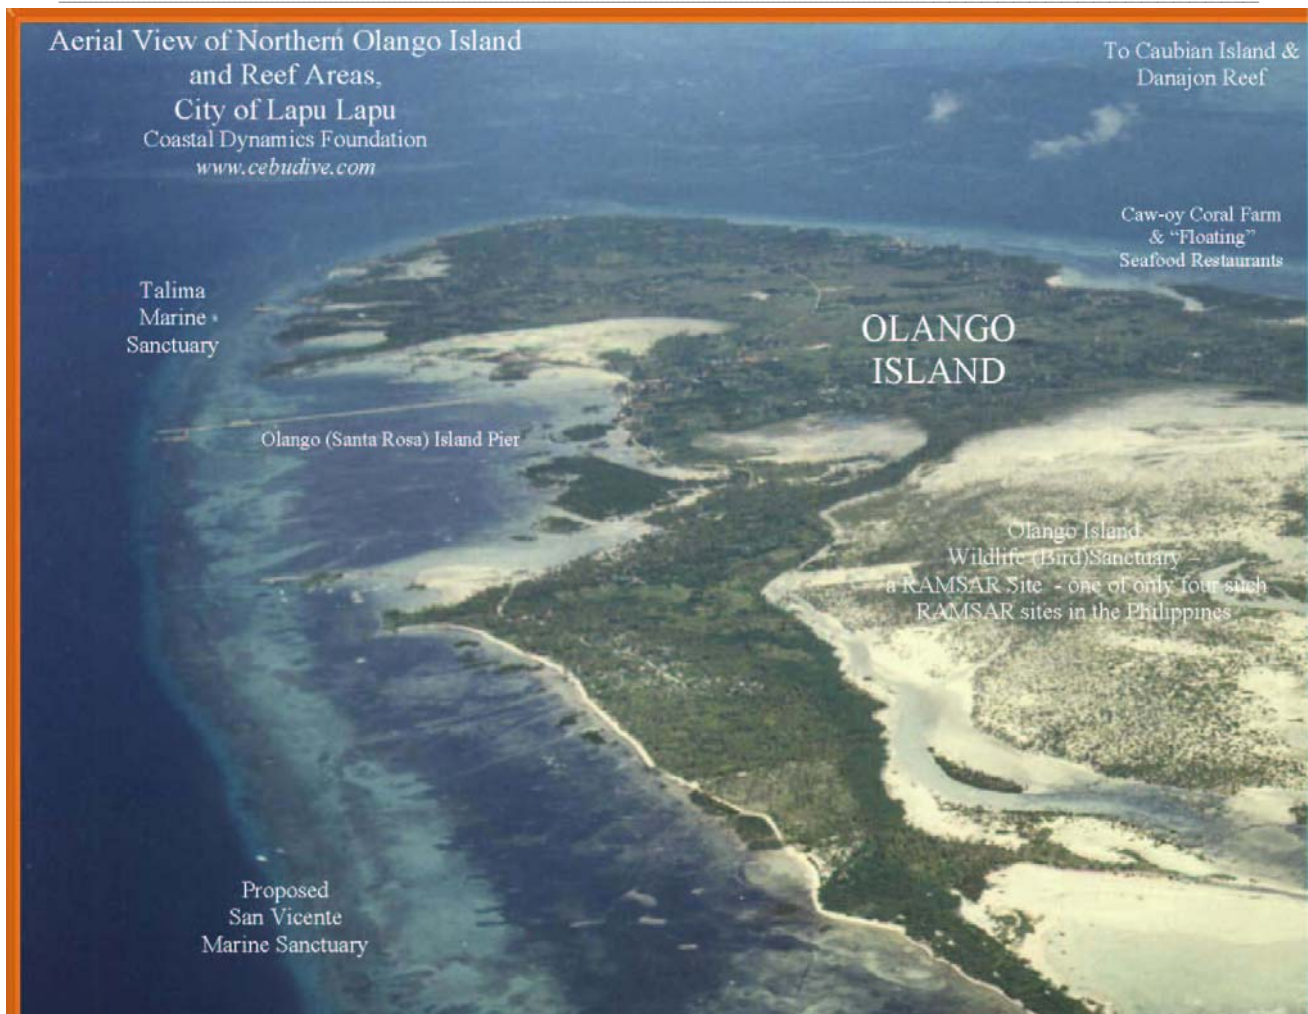 Aerial View of Northern Olango Island
and Reef Areas,
City of Lapu Lapu
Coastal Dynamics Foundation
www.cebudive.com
To Caubian Island &
Danajon Reef
Caw-oy Coral Farm
& “Floating”
Seafood Restaurants
Talima
Marine
Sanctuary
OLANGO
ISLAND
Olango (Santa Rosa) Island Pier
Olango Island
Wildlife (Bird)Sanctuary
a RAMSAR Site - one of only four such
RAMSAR sites in the Philippines
Proposed
San Vicente
Marine Sanctuary